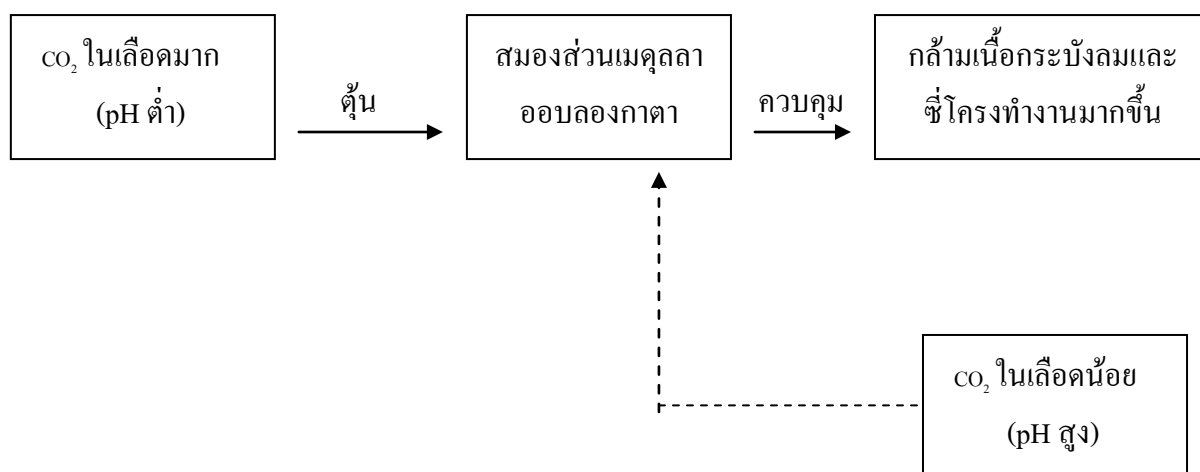 CO₂ ในเลือดมาก
(pH ต่ำ)
ตุ้น
สมองส่วนเมดุลลา
ออบลองกาตา
ควบคุม
กล้ามเนื้อกระบังลมและ
ซี่โครงทำงานมากขึ้น
CO₂ ในเลือดน้อย
(pH สูง)